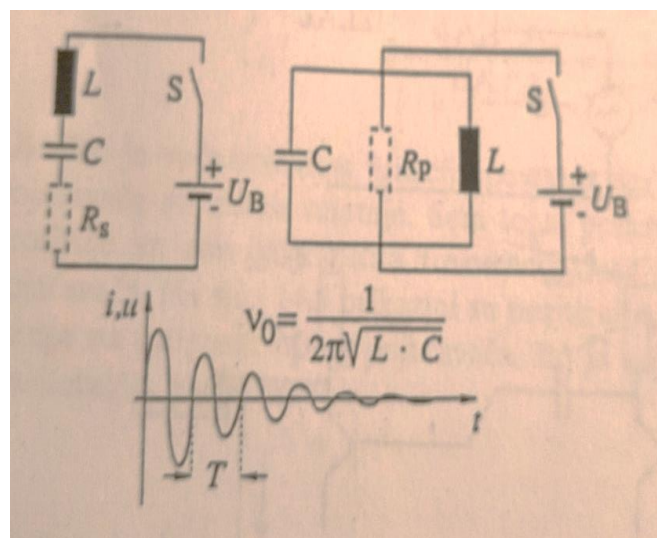 L
S
C
+
- U_B
R_s
C
R_P
L
S
+
- U_B
i,u
ν₀= 1 / 2π√L · C
t
T